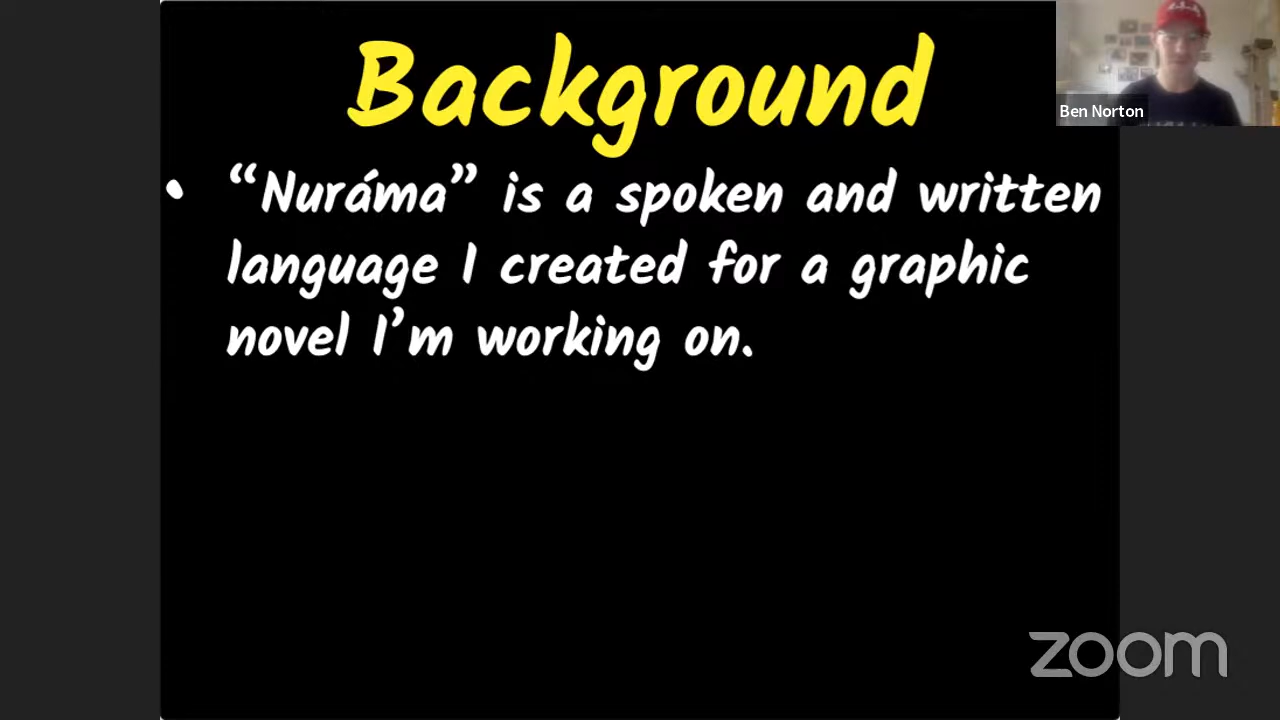 Background
Ben Norton
• “Nuráma” is a spoken and written
language I created for a graphic
novel I’m working on.
zoom